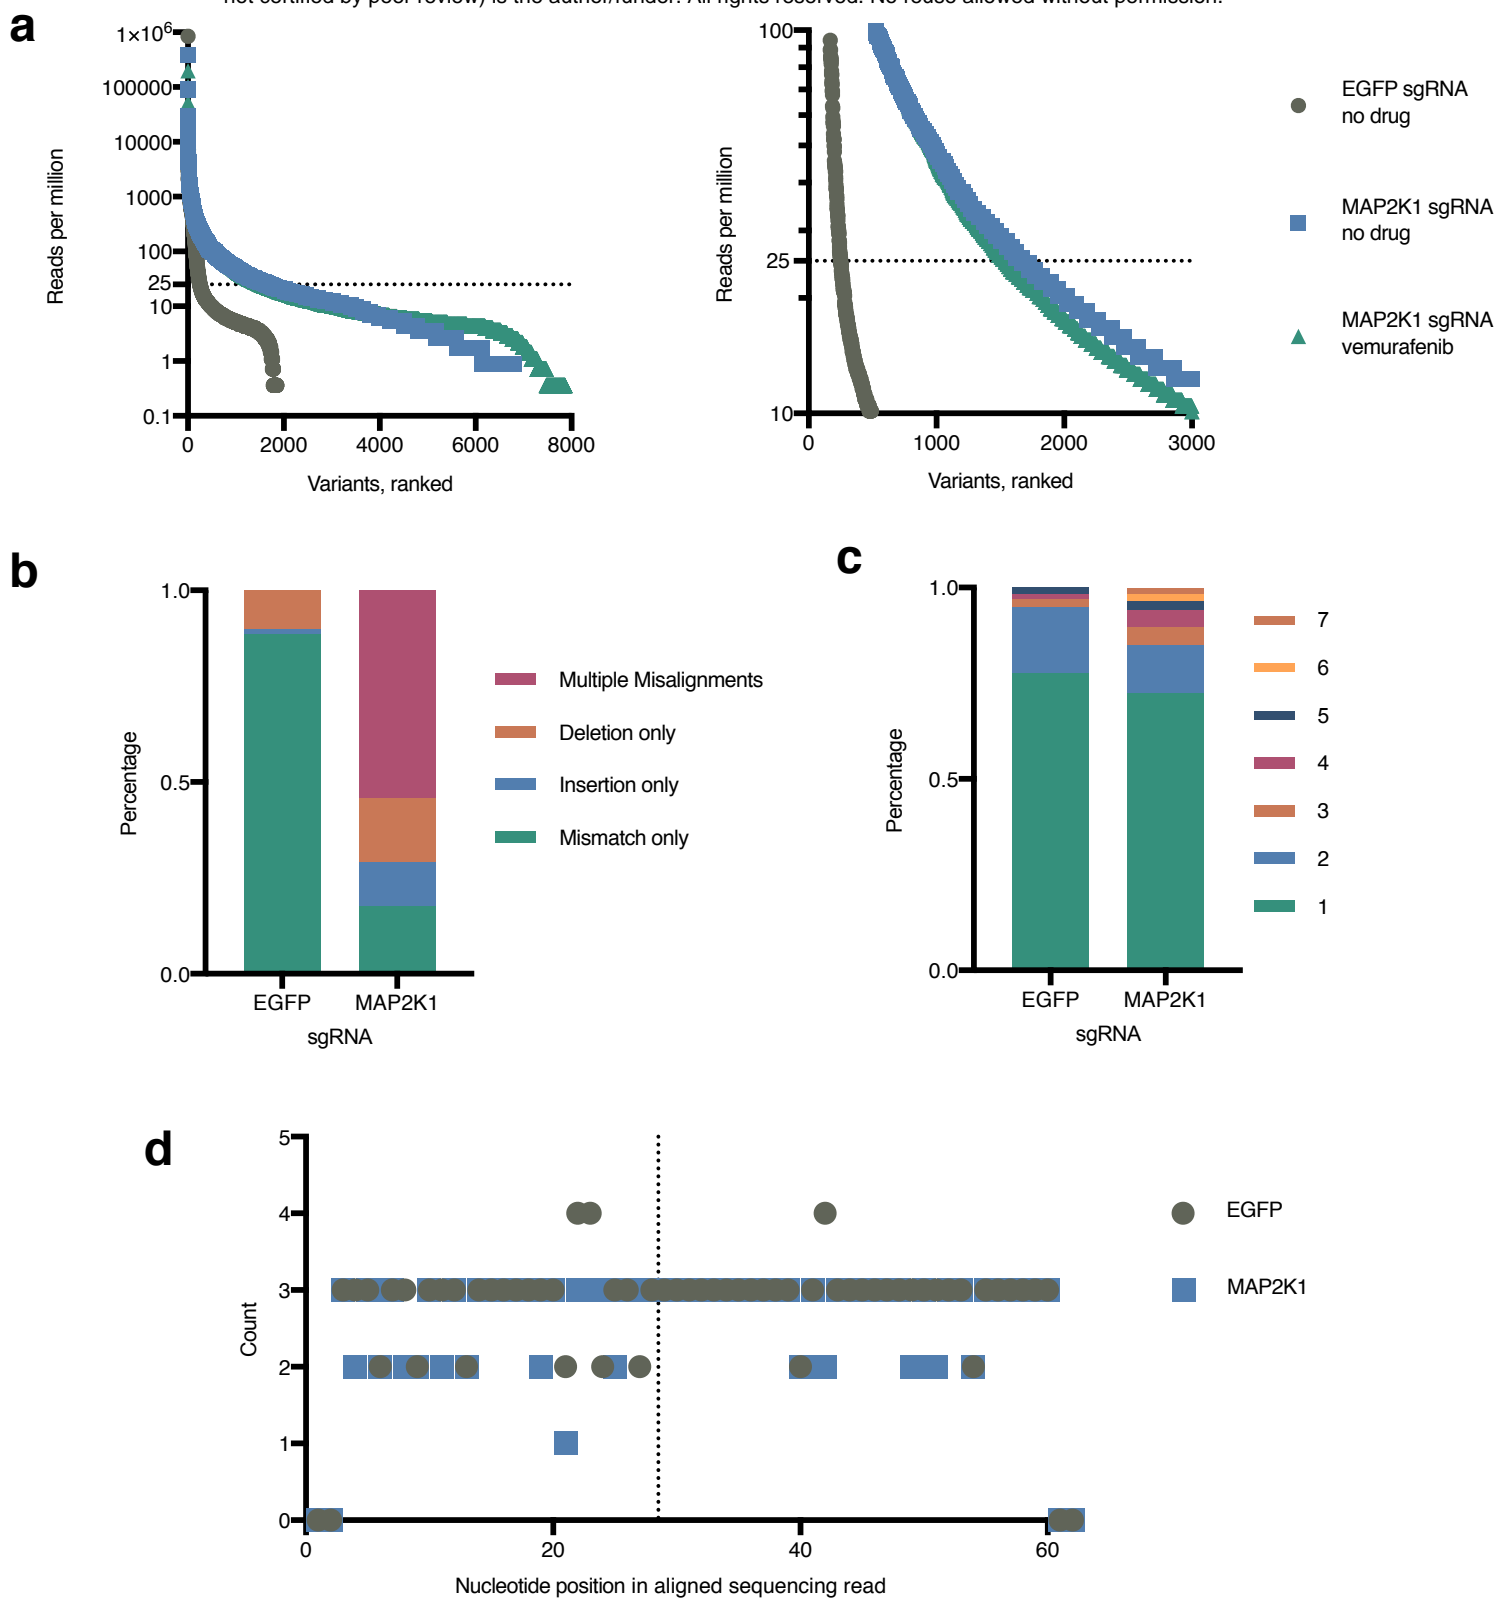 not certified by peer review) is the author/funder. All rights reserved. No reuse allowed without permission.
a
1×10⁶
100000
10000
1000
100
25
10
1
0.1
Reads per million
0 2000 4000 6000 8000
Variants, ranked
100
25
10
Reads per million
0 1000 2000 3000
Variants, ranked
EGFP sgRNA
no drug
MAP2K1 sgRNA
no drug
MAP2K1 sgRNA
vemurafenib
b
1.0
0.5
0.0
Percentage
EGFP MAP2K1
sgRNA
Multiple Misalignments
Deletion only
Insertion only
Mismatch only
c
1.0
0.5
0.0
Percentage
EGFP MAP2K1
sgRNA
7
6
5
4
3
2
1
d
5
4
3
2
1
0
Count
0 20 40 60
Nucleotide position in aligned sequencing read
EGFP
MAP2K1